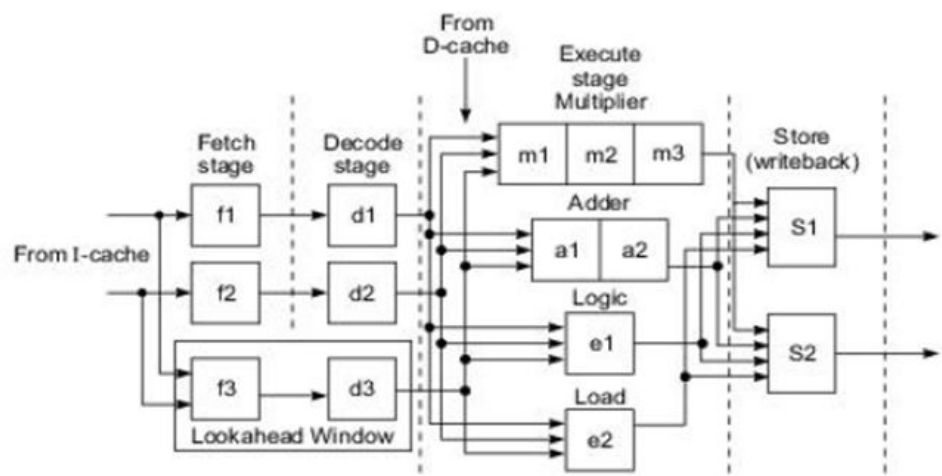 From
D-cache
Execute
stage
Multiplier
Fetch
stage
Decode
stage
m1 m2 m3
Store
(writeback)
Adder
f1 d1 a1 a2 S1
From I-cache
f2 d2
Logic
e1 S2
f3 d3
Load
Lookahead Window
e2